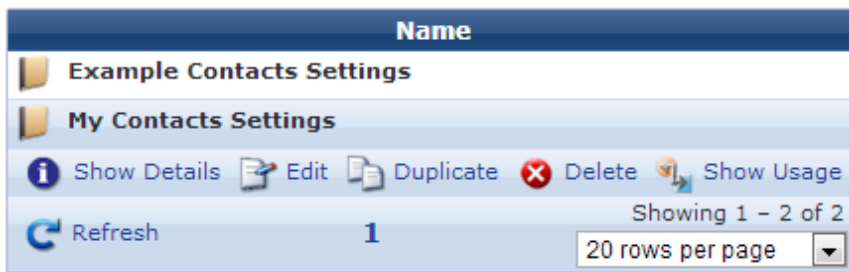 Name
Example Contacts Settings
My Contacts Settings
Show Details Edit Duplicate Delete Show Usage
Showing 1 – 2 of 2
Refresh 1
20 rows per page